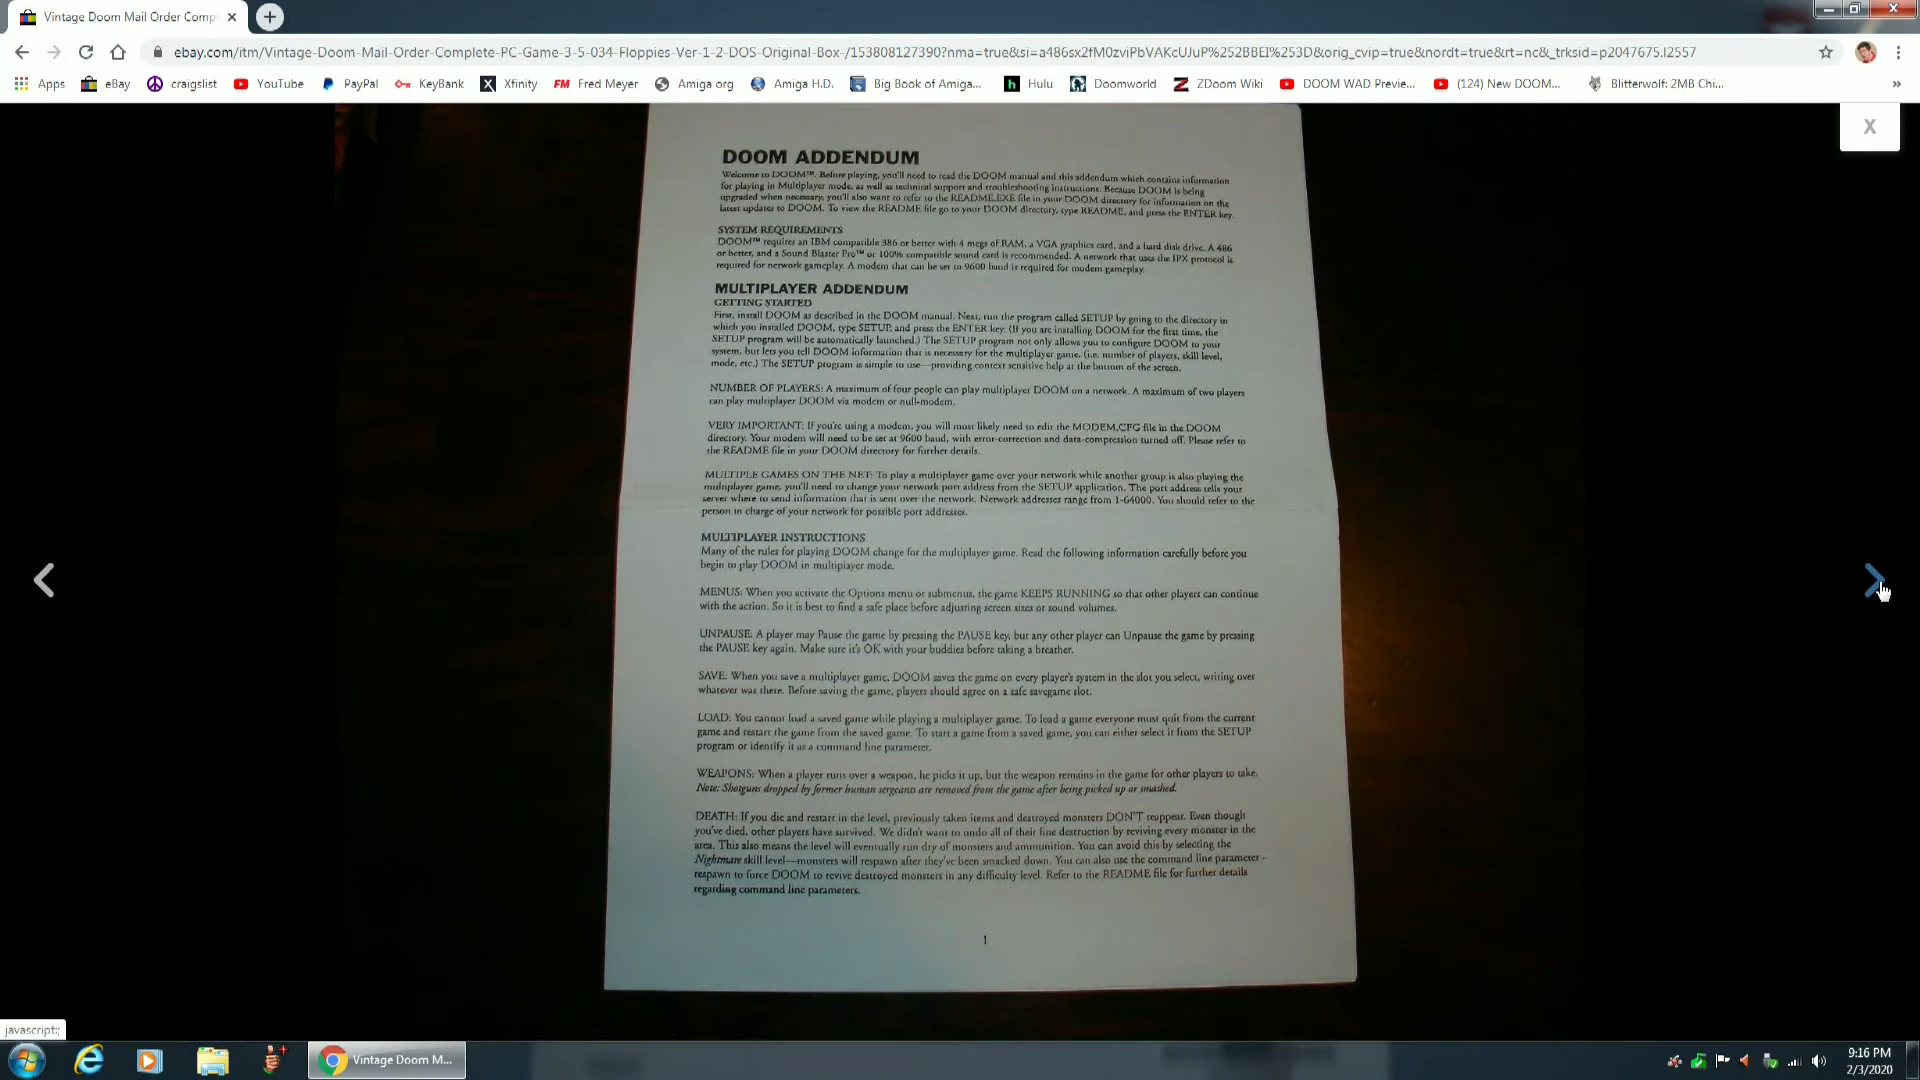 Vintage Doom Mail Order Comp
ebay.com/itm/Vintage-Doom-Mail-Order-Complete-PC-Game-3-5-034-Floppies-Ver-1-2-DOS-Original-Box-/153808127390?nma=true&si=a486sx2fM0zviPbVAKcUJuP%252BBEI%253D&orig_cvip=true&nordt=true&rt=nc&_trksid=p2047675.l2557
Apps eBay craigslist YouTube PayPal KeyBank Xfinity Fred Meyer Amiga org Amiga H.D. Big Book of Amiga... Hulu Doomworld ZDoom Wiki DOOM WAD Previe... (124) New DOOM... Blitterwolf: 2MB Chi... »
X
DOOM ADDENDUM
Welcome to DOOM™. Before playing, you'll need to read the DOOM manual and this addendum which contains information
for playing in Multiplayer mode, as well as technical support and troubleshooting instructions. Because DOOM is being
upgraded when necessary, you'll also want to refer to the README.EXE file in your DOOM directory for information on the
latest updates to DOOM. To view the README file go to your DOOM directory, type README, and press the ENTER key.
SYSTEM REQUIREMENTS
DOOM™ requires an IBM compatible 386 or better with 4 megs of RAM, a VGA graphics card, and a hard disk drive. A 486
or better, and a Sound Blaster Pro™ or 100% compatible sound card is recommended. A network that uses the IPX protocol is
required for network gameplay. A modem that can be set to 9600 baud is required for modem gameplay.
MULTIPLAYER ADDENDUM
GETTING STARTED
First, install DOOM as described in the DOOM manual. Next, run the program called SETUP by going to the directory in
which you installed DOOM, type SETUP, and press the ENTER key. (If you are installing DOOM for the first time, the
SETUP program will be automatically launched.) The SETUP program not only allows you to configure DOOM to your
system, but lets you tell DOOM information that is necessary for the multiplayer game, (i.e. number of players, skill level,
mode, etc.) The SETUP program is simple to use—providing context sensitive help at the bottom of the screen.
NUMBER OF PLAYERS: A maximum of four people can play multiplayer DOOM on a network. A maximum of two players
can play multiplayer DOOM via modem or null-modem.
VERY IMPORTANT: If you're using a modem, you will most likely need to edit the MODEM.CFG file in the DOOM
directory. Your modem will need to be set at 9600 baud, with error-correction and data-compression turned off. Please refer to
the README file in your DOOM directory for further details.
MULTIPLE GAMES ON THE NET: To play a multiplayer game over your network while another group is also playing the
multiplayer game, you'll need to change your network port address from the SETUP application. The port address tells your
server where to send information that is sent over the network. Network addresses range from 1-64000. You should refer to the
person in charge of your network for possible port addresses.
MULTIPLAYER INSTRUCTIONS
Many of the rules for playing DOOM change for the multiplayer game. Read the following information carefully before you
begin to play DOOM in multiplayer mode.
MENUS: When you activate the Options menu or submenus, the game KEEPS RUNNING so that other players can continue
with the action. So it is best to find a safe place before adjusting screen sizes or sound volumes.
UNPAUSE: A player may Pause the game by pressing the PAUSE key, but any other player can Unpause the game by pressing
the PAUSE key again. Make sure it's OK with your buddies before taking a breather.
SAVE: When you save a multiplayer game, DOOM saves the game on every player's system in the slot you select, writing over
whatever was there. Before saving the game, players should agree on a safe savegame slot.
LOAD: You cannot load a saved game while playing a multiplayer game. To load a game everyone must quit from the current
game and restart the game from the saved game. To start a game from a saved game, you can either select it from the SETUP
program or identify it as a command line parameter.
WEAPONS: When a player runs over a weapon, he picks it up, but the weapon remains in the game for other players to take.
Note: Shotguns dropped by former human sergeants are removed from the game after being picked up or smashed.
DEATH: If you die and restart in the level, previously taken items and destroyed monsters DON'T reappear. Even though
you've died, other players have survived. We didn't want to undo all of their fine destruction by reviving every monster in the
area. This also means the level will eventually run dry of monsters and ammunition. You can avoid this by selecting the
Nightmare skill level—monsters will respawn after they've been smacked down. You can also use the command line parameter -
respawn to force DOOM to revive destroyed monsters in any difficulty level. Refer to the README file for further details
regarding command line parameters.
1
javascript:;
Vintage Doom M...
9:16 PM
2/3/2020